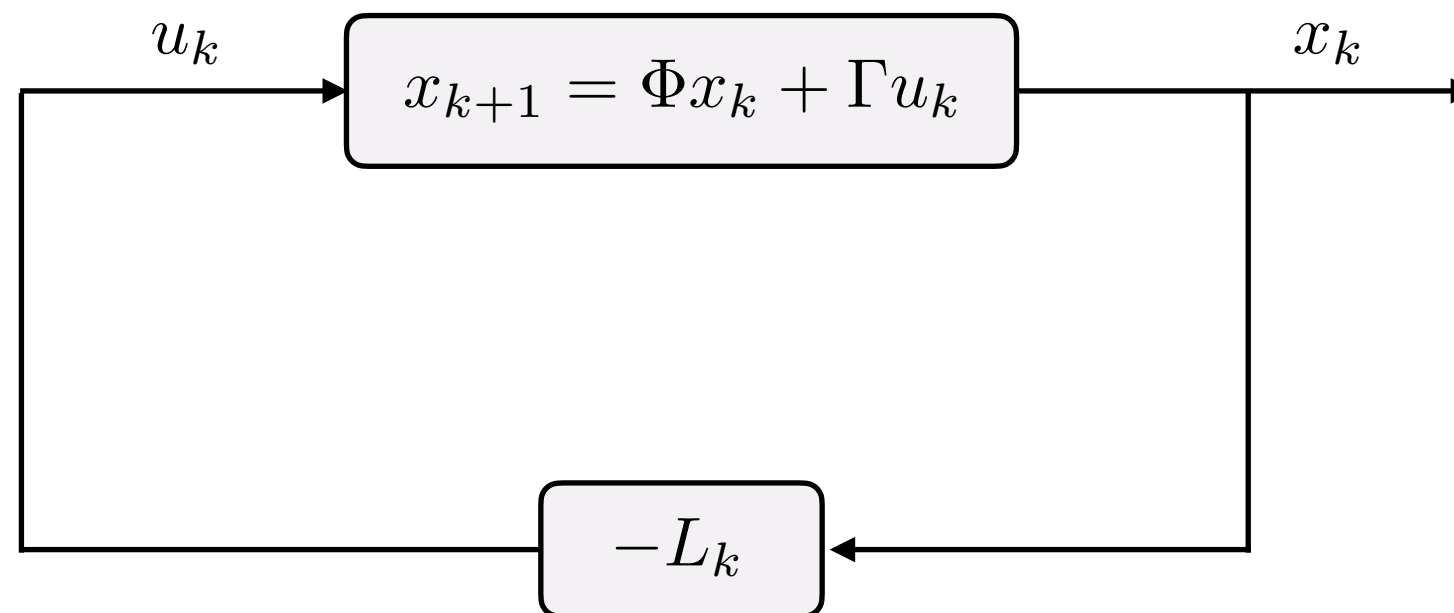 u_k
x_{k+1} = Φx_k + Γu_k
x_k
−L_k